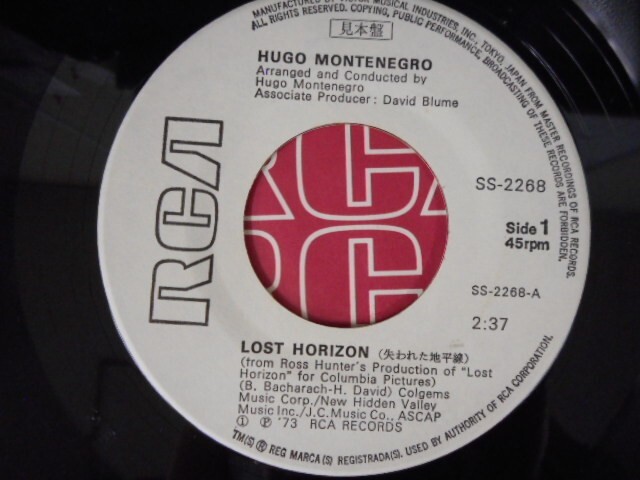 MANUFACTURED BY VICTOR MUSICAL INDUSTRIES, INC., TOKYO, JAPAN FROM MASTER RECORDINGS OF RCA RECORDS.
ALL RIGHTS RESERVED. COPYING, PUBLIC PERFORMANCE, BROADCASTING OF THESE RECORDS ARE FORBIDDEN.
見本盤
HUGO MONTENEGRO
Arranged and Conducted by
Hugo Montenegro
Associate Producer: David Blume
RCA
RCA
RCA
SS-2268
Side 1
45rpm
SS-2268-A
2:37
LOST HORIZON (失われた地平線)
(from Ross Hunter's Production of "Lost
Horizon" for Columbia Pictures)
(B. Bacharach-H. David) Colgems
Music Corp./New Hidden Valley
Music Inc./J.C. Music Co., ASCAP
① Ⓟ '73 RCA RECORDS
TM(S) ® REG MARCA(S) REGISTRADA(S). USED BY AUTHORITY OF RCA CORPORATION.